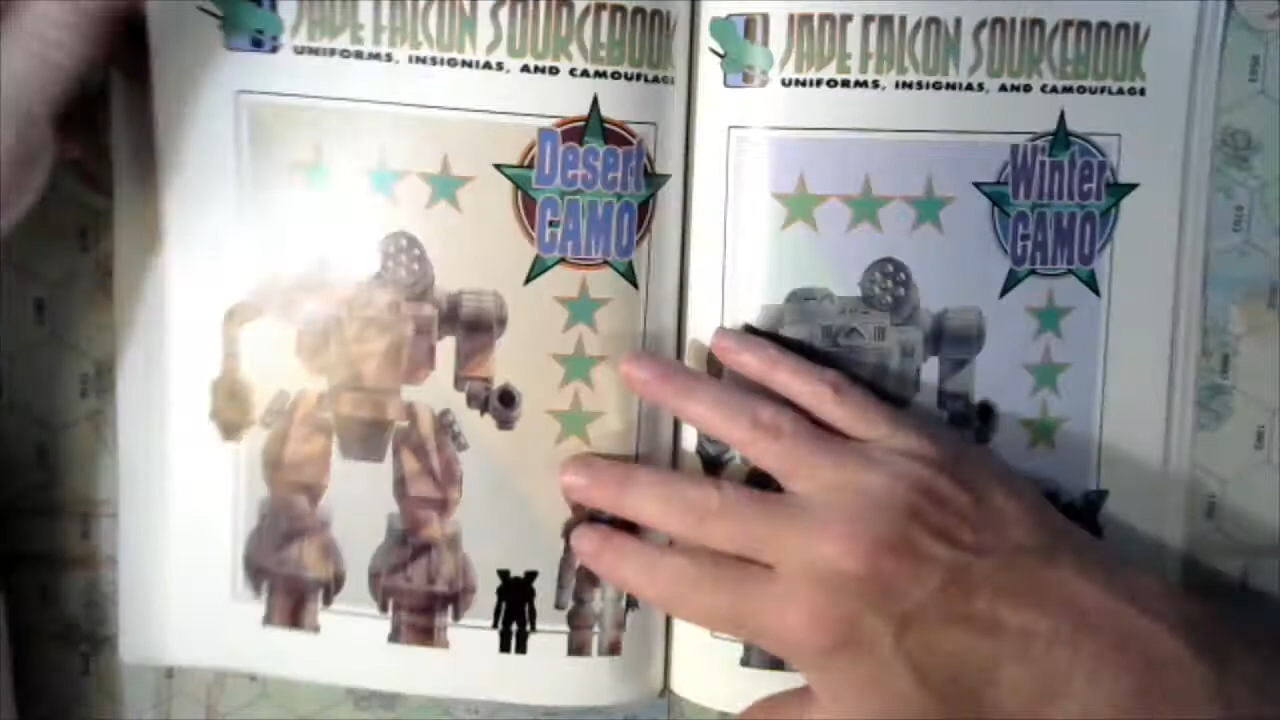 JADE FALCON SOURCEBOOK
UNIFORMS, INSIGNIAS, AND CAMOUFLAGE
Desert
CAMO
JADE FALCON SOURCEBOOK
UNIFORMS, INSIGNIAS, AND CAMOUFLAGE
Winter
CAMO